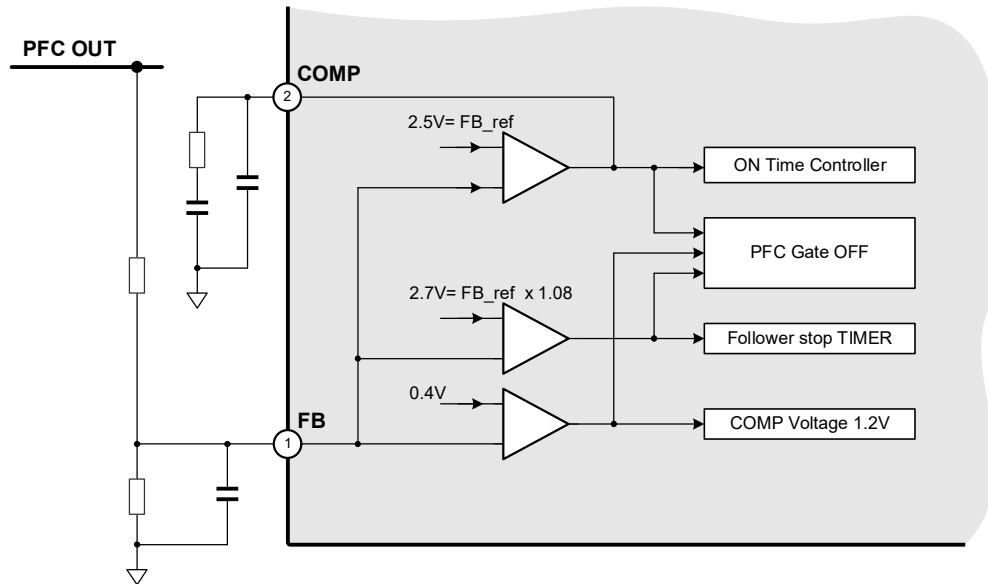 PFC OUT
COMP
2
2.5V= FB_ref
ON Time Controller
PFC Gate OFF
2.7V= FB_ref x 1.08
Follower stop TIMER
0.4V
FB
COMP Voltage 1.2V
1